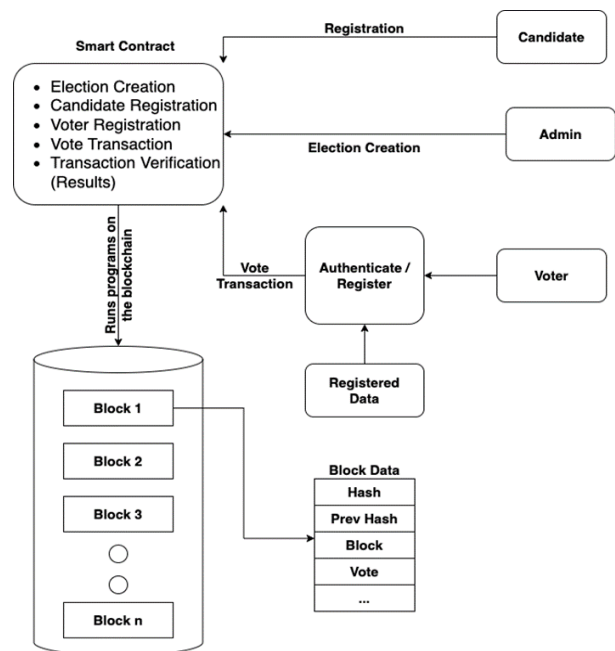 Smart Contract
• Election Creation
• Candidate Registration
• Voter Registration
• Vote Transaction
• Transaction Verification
(Results)
Registration
Candidate
Election Creation
Admin
Vote
Transaction
Authenticate /
Register
Voter
Registered
Data
Runs programs on
the blockchain
Block 1
Block 2
Block 3
Block n
Block Data
Hash
Prev Hash
Block
Vote
...